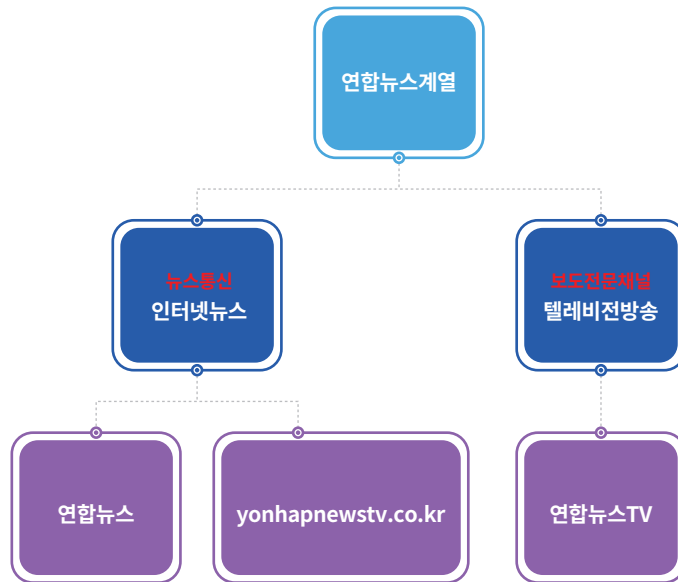 연합뉴스계열
뉴스통신
인터넷뉴스
보도전문채널
텔레비전방송
연합뉴스
yonhapnewstv.co.kr
연합뉴스TV